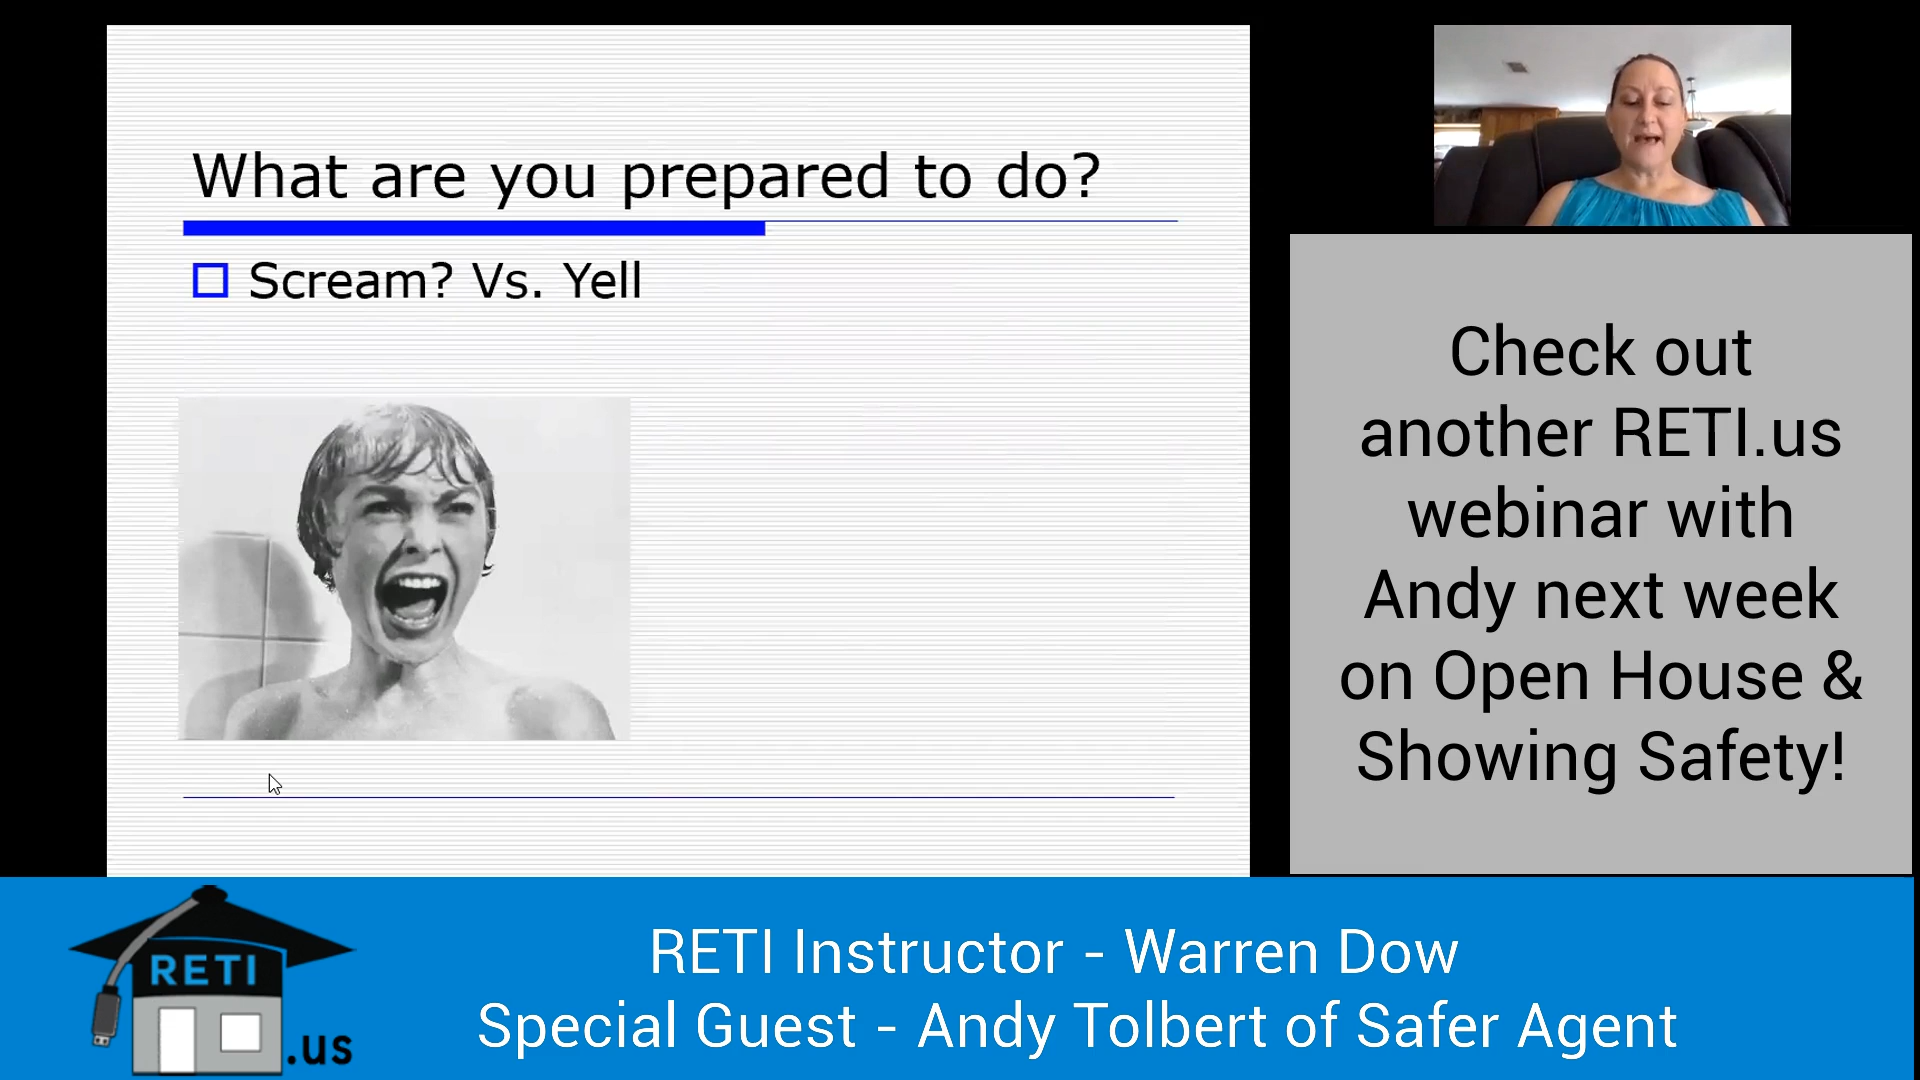 What are you prepared to do?
Scream? Vs. Yell
Check out
another RETI.us
webinar with
Andy next week
on Open House &
Showing Safety!
RETI
.us
RETI Instructor - Warren Dow
Special Guest - Andy Tolbert of Safer Agent